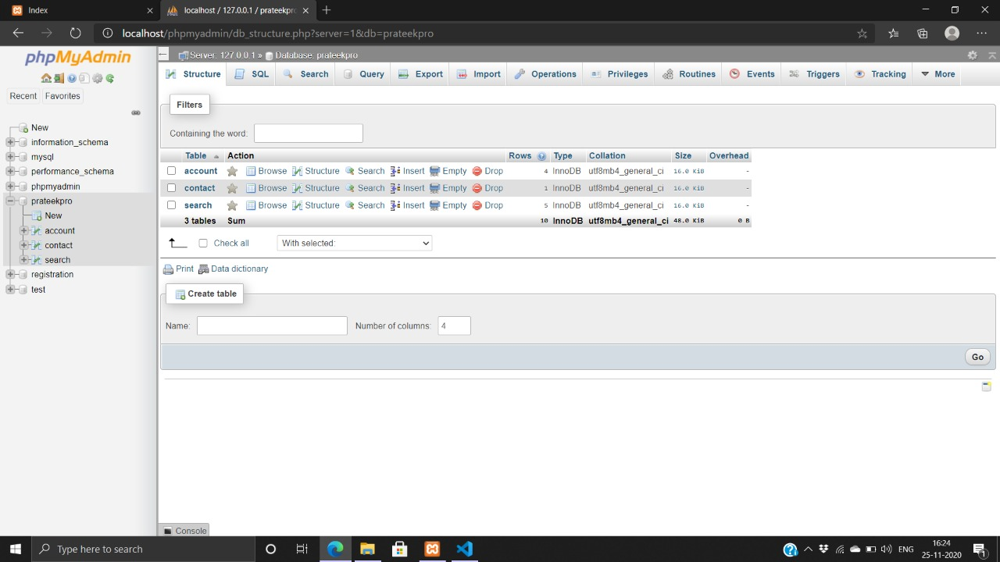 Index
localhost / 127.0.0.1 / prateekpro
localhost/phpmyadmin/db_structure.php?server=1&db=prateekpro
phpMyAdmin
Recent Favorites
New
information_schema
mysql
performance_schema
phpmyadmin
prateekpro
New
account
contact
search
registration
test
Server: 127.0.0.1 » Database: prateekpro
Structure SQL Search Query Export Import Operations Privileges Routines Events Triggers Tracking More
Filters
Containing the word:
Table Action Rows Type Collation Size Overhead
account Browse Structure Search Insert Empty Drop 4 InnoDB utf8mb4_general_ci 16.0 KiB -
contact Browse Structure Search Insert Empty Drop 1 InnoDB utf8mb4_general_ci 16.0 KiB -
search Browse Structure Search Insert Empty Drop 5 InnoDB utf8mb4_general_ci 16.0 KiB -
3 tables Sum 10 InnoDB utf8mb4_general_ci 48.0 KiB 0 B
Check all With selected:
Print Data dictionary
Create table
Name: Number of columns: 4
Go
Console
Type here to search
ENG
16:24
25-11-2020
1